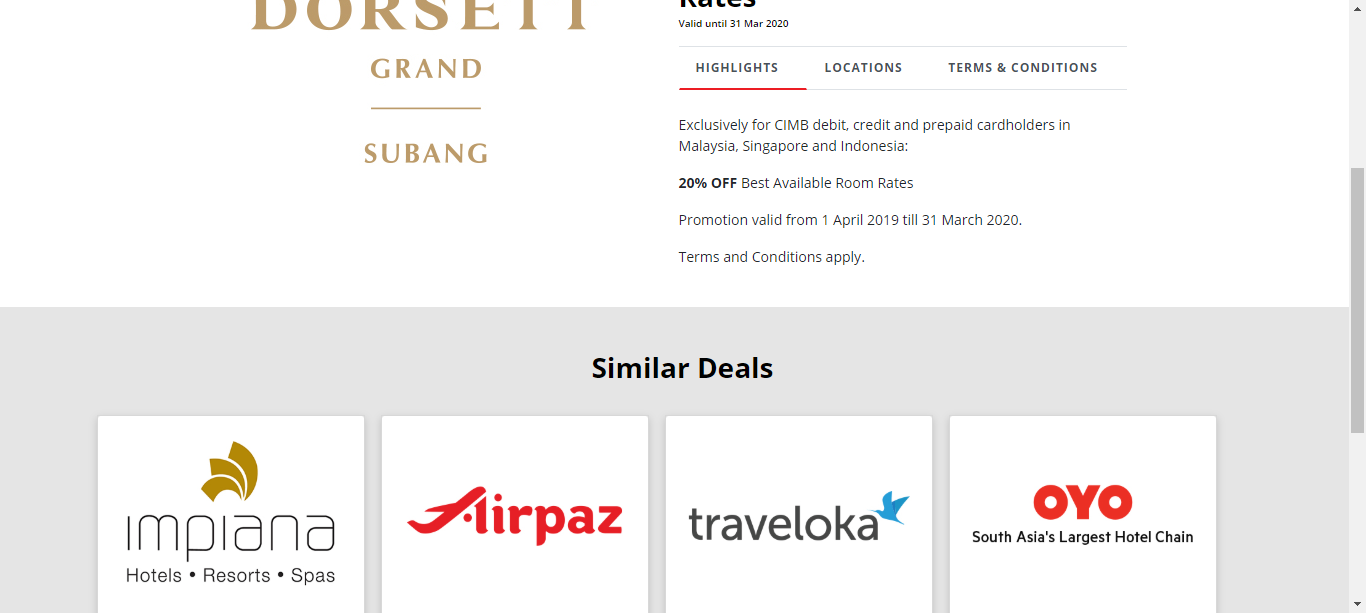 DORSETT
GRAND
SUBANG
Rates
Valid until 31 Mar 2020
HIGHLIGHTS LOCATIONS TERMS & CONDITIONS
Exclusively for CIMB debit, credit and prepaid cardholders in
Malaysia, Singapore and Indonesia:
20% OFF Best Available Room Rates
Promotion valid from 1 April 2019 till 31 March 2020.
Terms and Conditions apply.
Similar Deals
impiana
Hotels • Resorts • Spas
Airpaz
traveloka
OYO
South Asia's Largest Hotel Chain